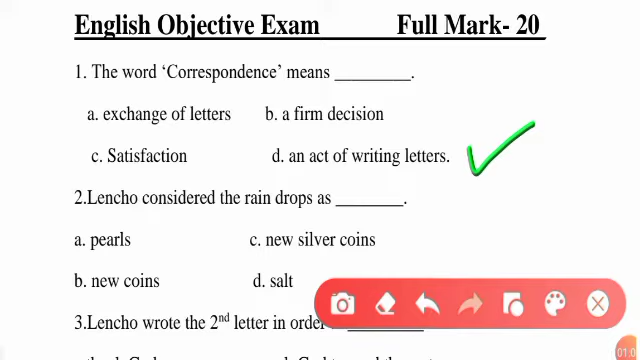 English Objective Exam Full Mark- 20
1. The word ‘Correspondence’ means _________.
a. exchange of letters b. a firm decision
c. Satisfaction d. an act of writing letters.
2.Lencho considered the rain drops as ________.
a. pearls c. new silver coins
b. new coins d. salt
3.Lencho wrote the 2nd letter in order _________